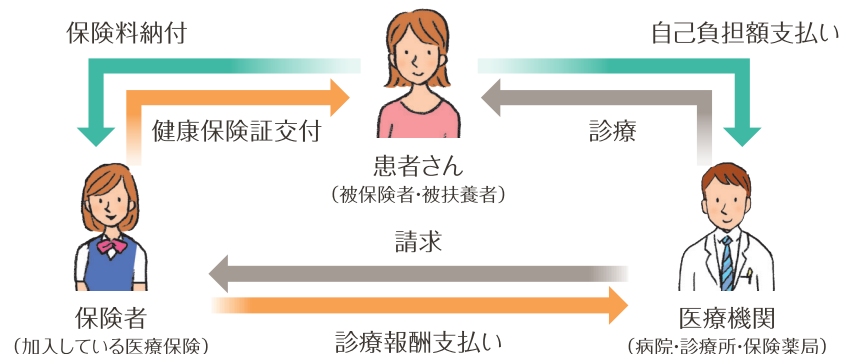 保険料納付
自己負担額支払い
健康保険証交付
診療
患者さん
（被保険者・被扶養者）
請求
保険者
（加入している医療保険）
医療機関
（病院・診療所・保険薬局）
診療報酬支払い